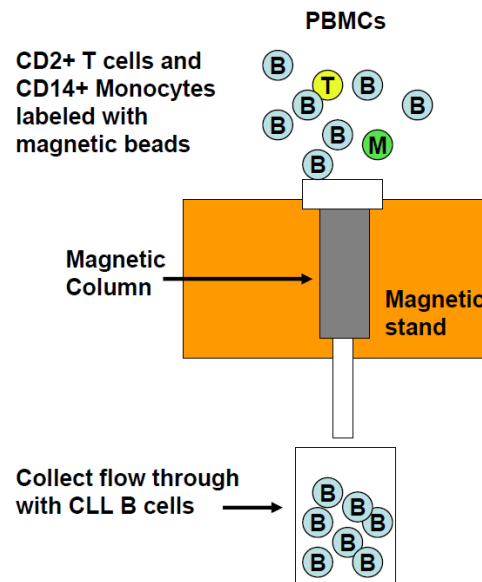 PBMCs
CD2+ T cells and
CD14+ Monocytes
labeled with
magnetic beads
B
T
B
B
B
B
B
M
B
Magnetic
Column
Magnetic
stand
Collect flow through
with CLL B cells
B
B
B
B
B
B
B
B